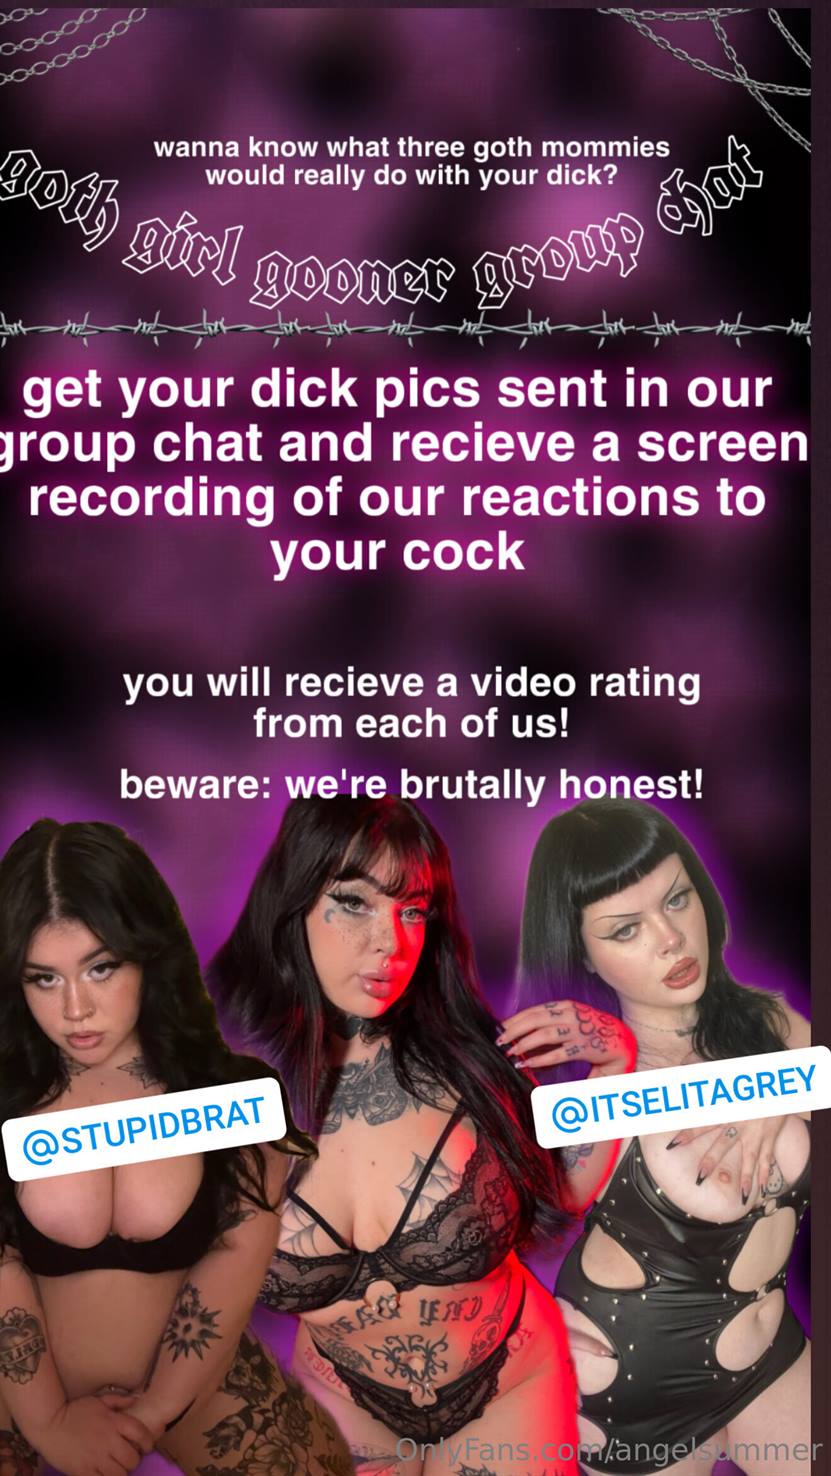 wanna know what three goth mommies
would really do with your dick?
goth girl gooner group chat
get your dick pics sent in our
group chat and recieve a screen
recording of our reactions to
your cock
you will recieve a video rating
from each of us!
beware: we're brutally honest!
@STUPIDBRAT
@ITSELITAGREY
OnlyFans.com/angelsummer